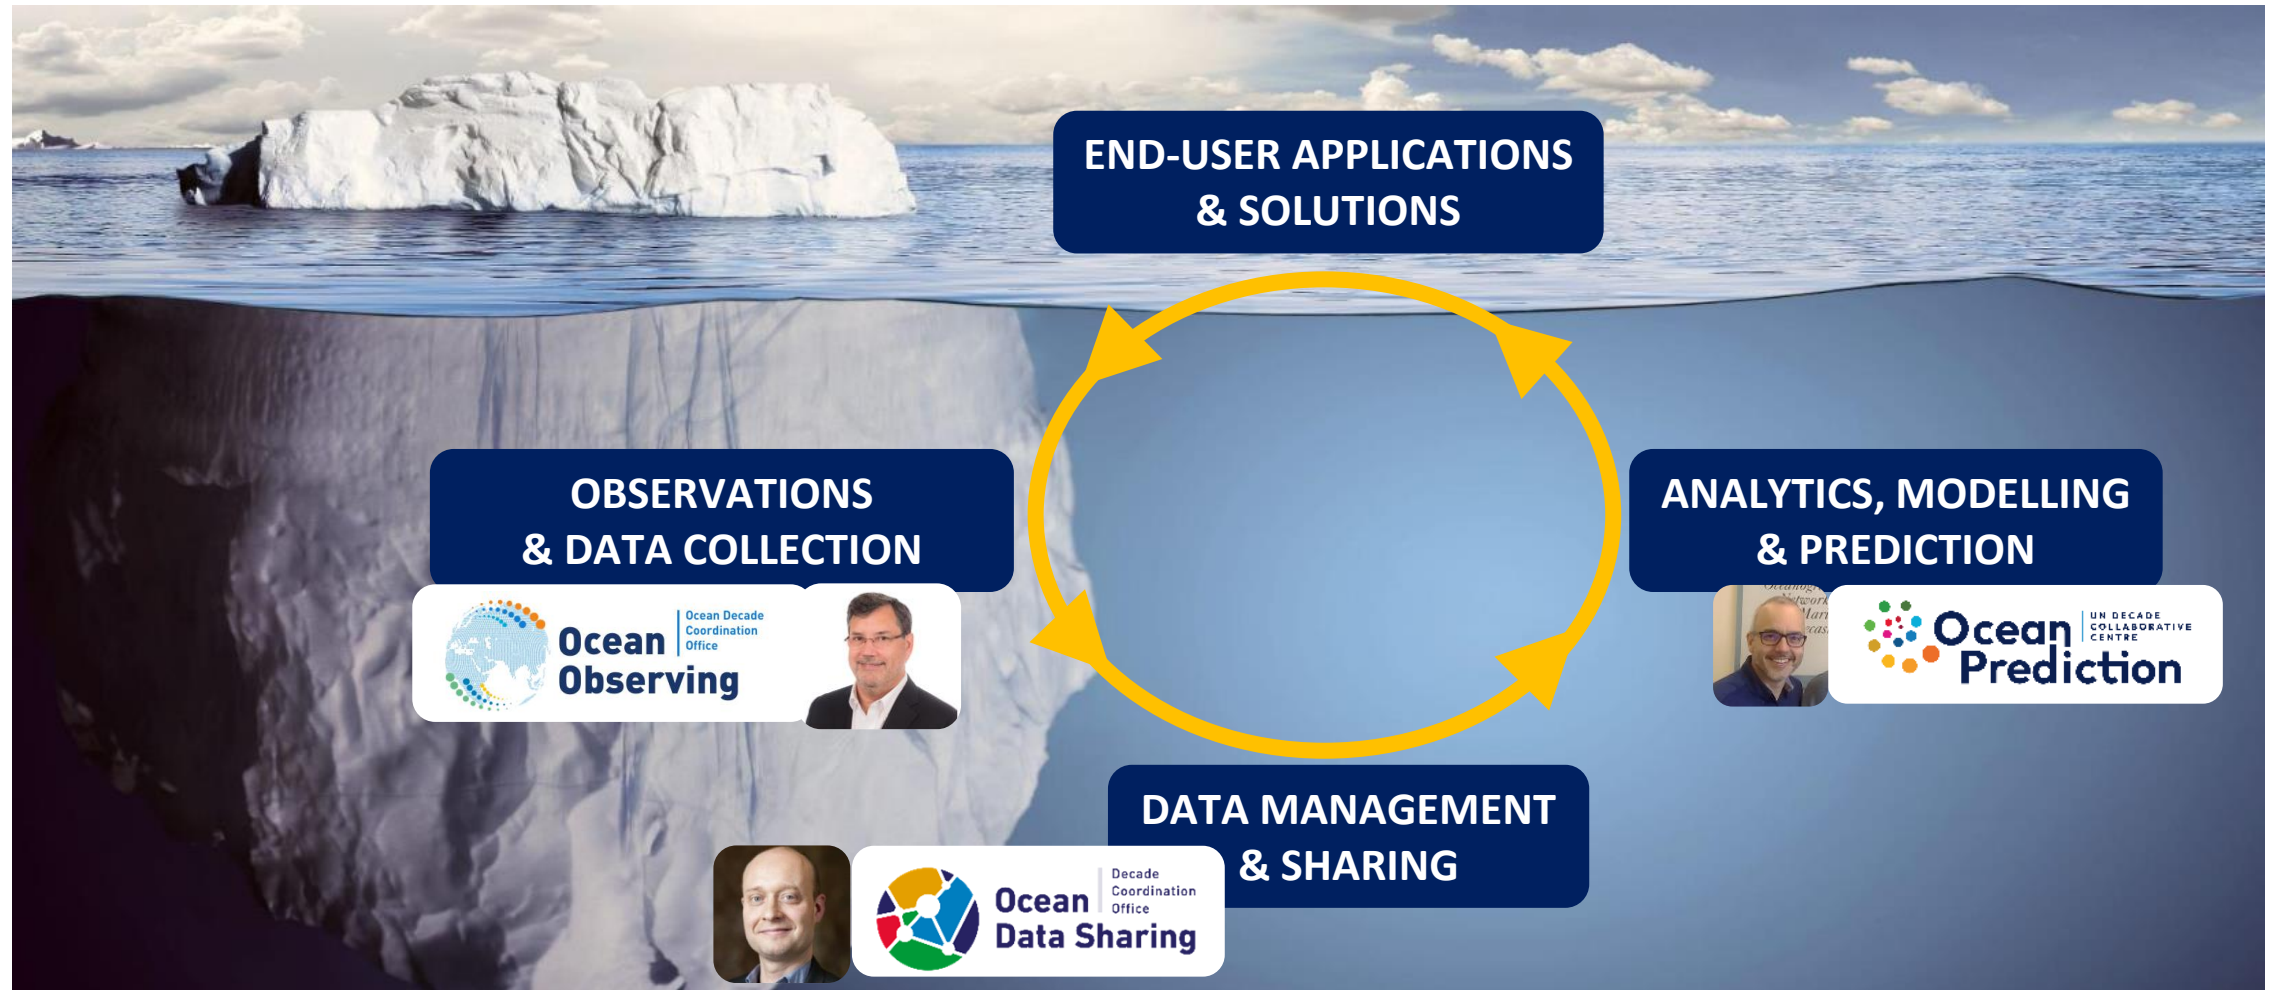 END-USER APPLICATIONS
& SOLUTIONS
OBSERVATIONS
& DATA COLLECTION
Ocean
Observing
Ocean Decade
Coordination
Office
ANALYTICS, MODELLING
& PREDICTION
Network
Ocean
Prediction
UN DECADE
COLLABORATIVE
CENTRE
DATA MANAGEMENT
& SHARING
Ocean
Data Sharing
Decade
Coordination
Office